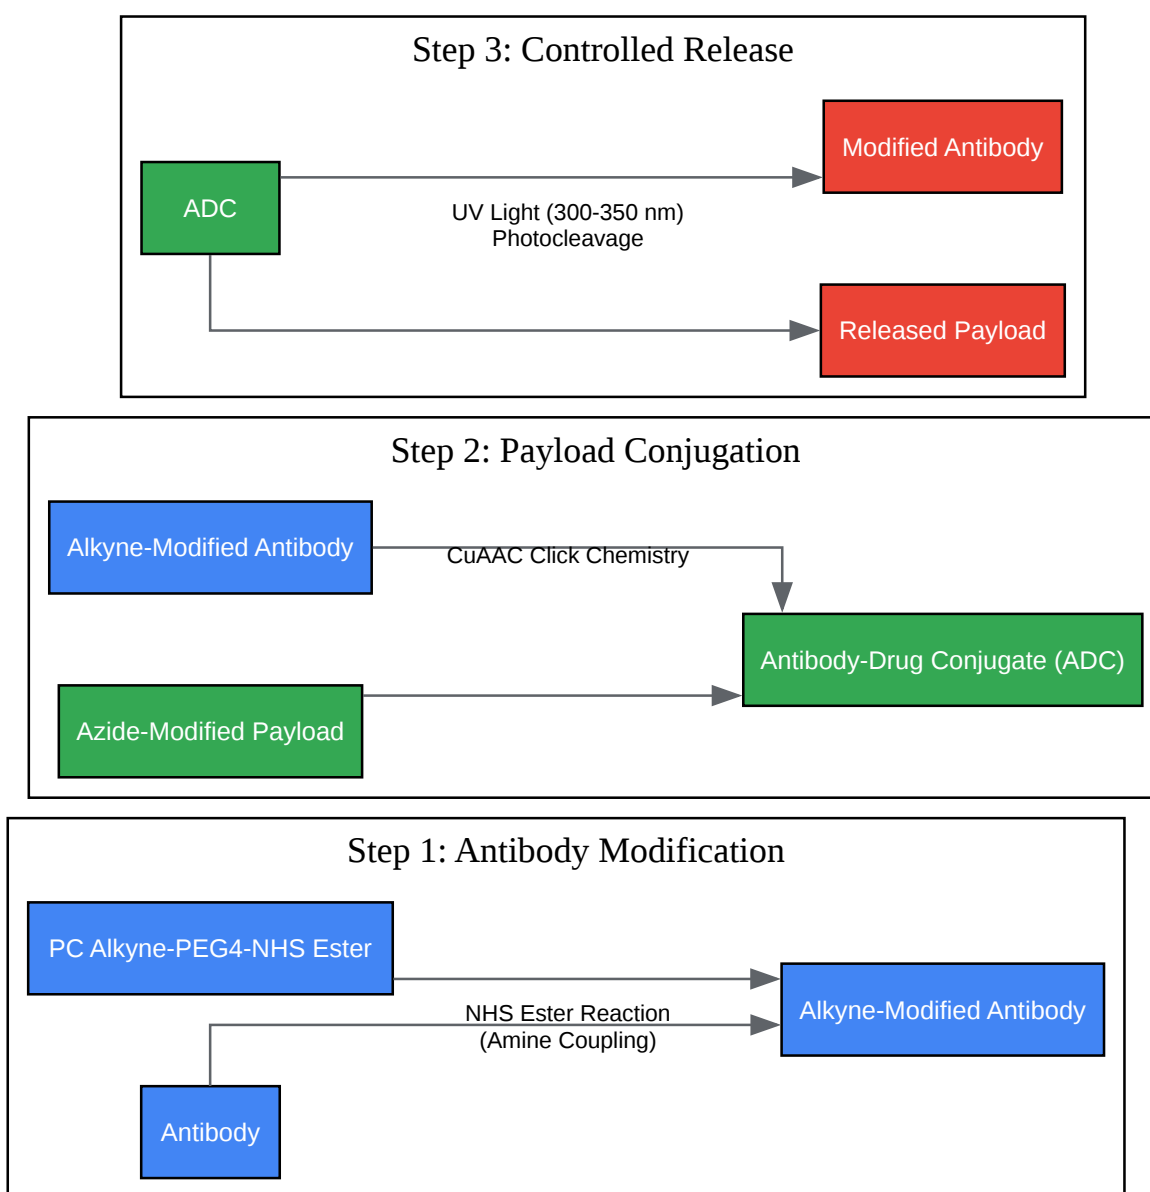 Step 3: Controlled Release
Modified Antibody
ADC
UV Light (300-350 nm)
Photocleavage
Released Payload
Step 2: Payload Conjugation
Alkyne-Modified Antibody
CuAAC Click Chemistry
Antibody-Drug Conjugate (ADC)
Azide-Modified Payload
Step 1: Antibody Modification
PC Alkyne-PEG4-NHS Ester
NHS Ester Reaction
(Amine Coupling)
Alkyne-Modified Antibody
Antibody